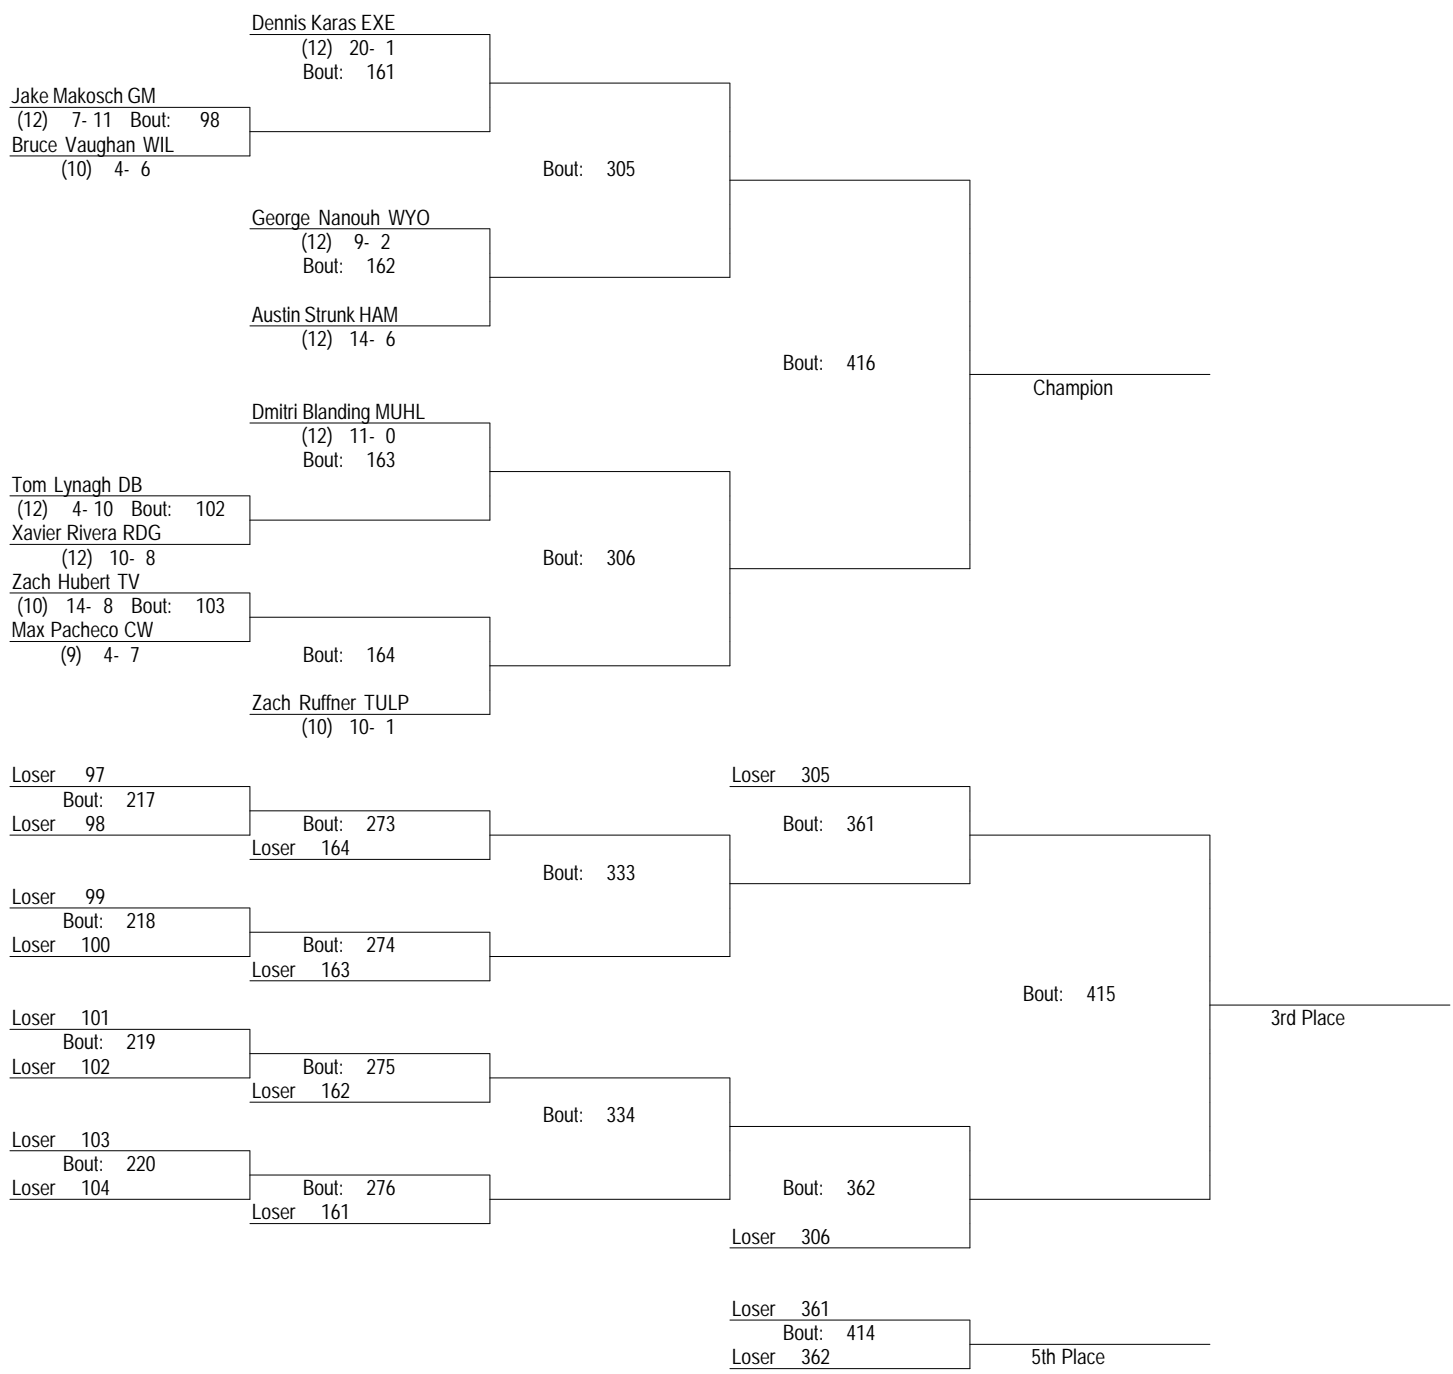 Dennis Karas EXE
(12) 20- 1
Bout: 161
Jake Makosch GM
(12) 7- 11 Bout: 98
Bruce Vaughan WIL
(10) 4- 6
Bout: 305
George Nanouh WYO
(12) 9- 2
Bout: 162
Austin Strunk HAM
(12) 14- 6
Bout: 416
Champion
Dmitri Blanding MUHL
(12) 11- 0
Bout: 163
Tom Lynagh DB
(12) 4- 10 Bout: 102
Xavier Rivera RDG
(12) 10- 8
Bout: 306
Zach Hubert TV
(10) 14- 8 Bout: 103
Max Pacheco CW
(9) 4- 7
Bout: 164
Zach Ruffner TULP
(10) 10- 1
Loser 97
Bout: 217
Loser 98
Bout: 273
Loser 164
Loser 305
Bout: 361
Bout: 333
Loser 99
Bout: 218
Loser 100
Bout: 274
Loser 163
Bout: 415
3rd Place
Loser 101
Bout: 219
Loser 102
Bout: 275
Loser 162
Bout: 334
Loser 103
Bout: 220
Loser 104
Bout: 276
Loser 161
Bout: 362
Loser 306
Loser 361
Bout: 414
Loser 362
5th Place